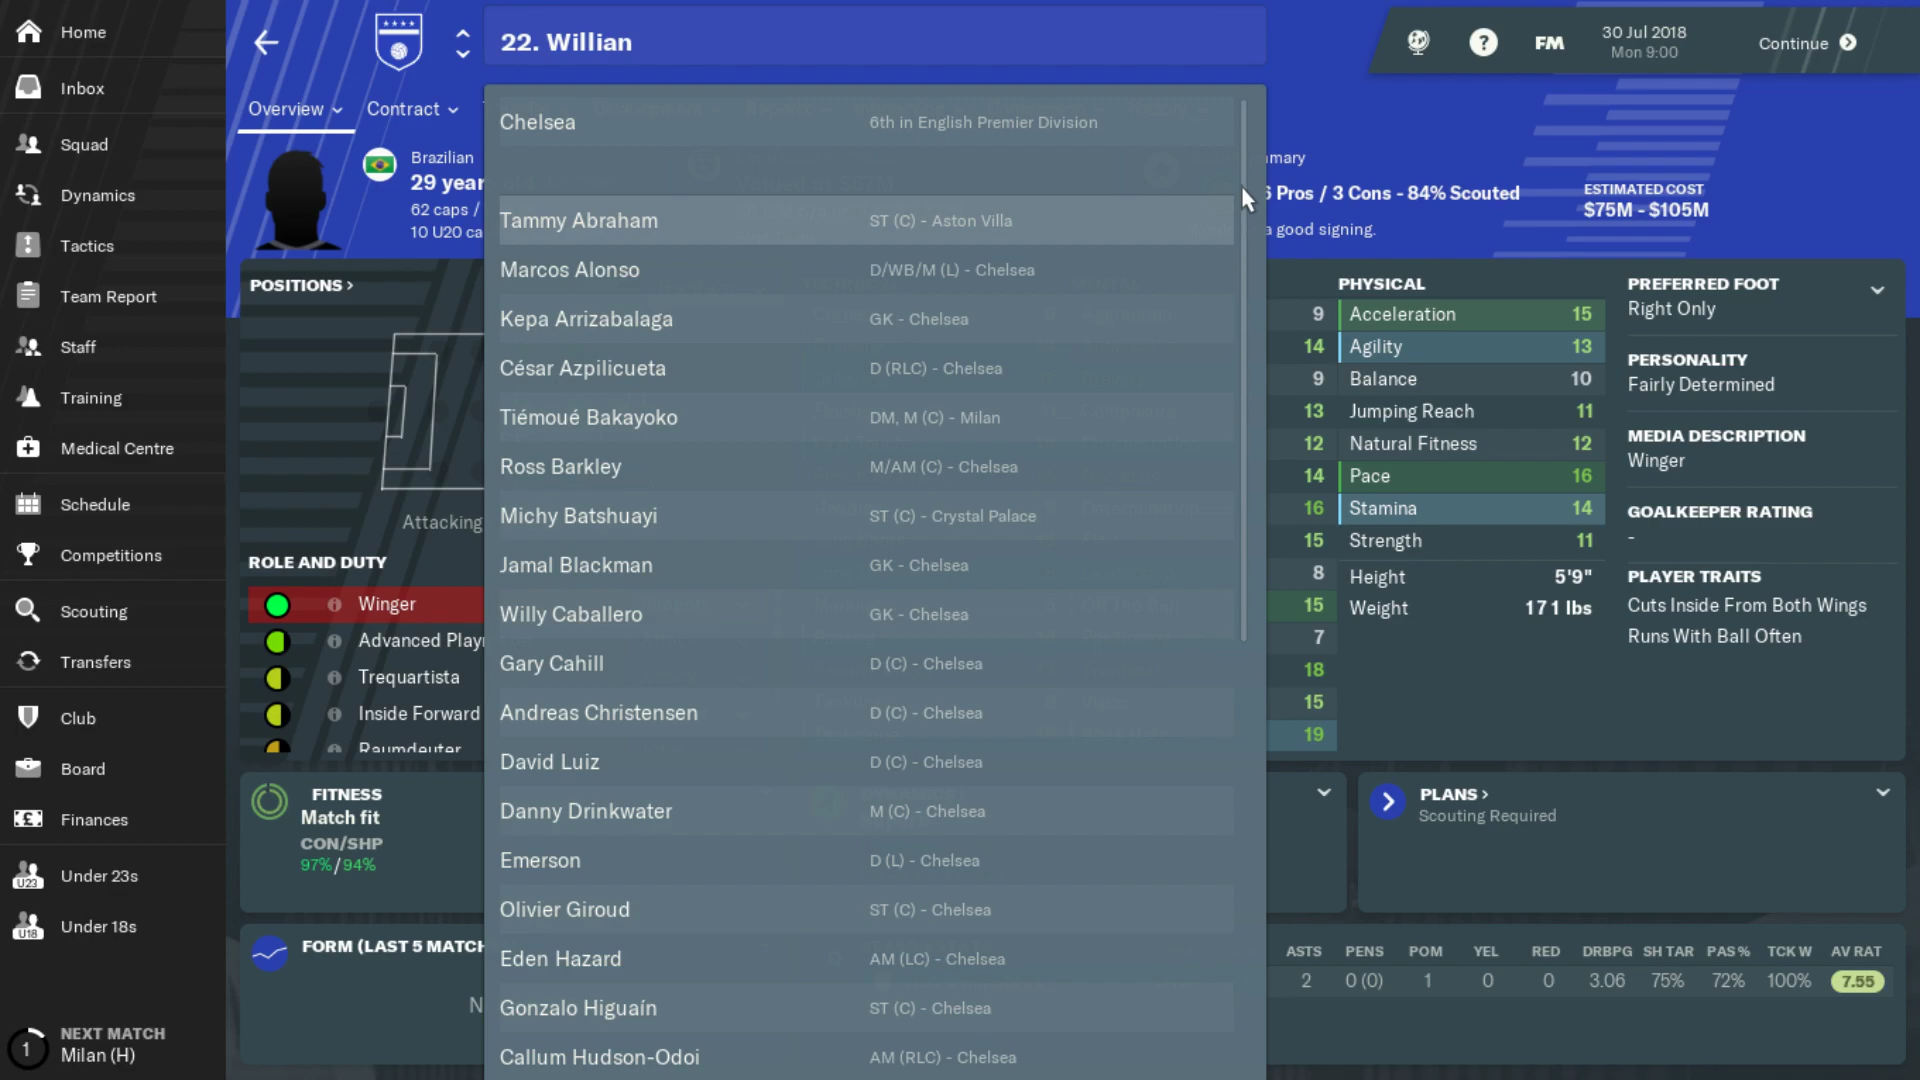 Home
Inbox
Squad
Dynamics
Tactics
Team Report
Staff
Training
Medical Centre
Schedule
Competitions
Scouting
Transfers
Club
Board
Finances
U23
Under 23s
U18
Under 18s
1
NEXT MATCH
Milan (H)
22. Willian
?
FM
30 Jul 2018
Mon 9:00
Continue
Overview
Contract
Brazilian
29 year
62 caps /
10 U20 ca
mary
6 Pros / 3 Cons - 84% Scouted
a good signing.
ESTIMATED COST
$75M - $105M
Chelsea 6th in English Premier Division
Tammy Abraham ST (C) - Aston Villa
Marcos Alonso D/WB/M (L) - Chelsea
Kepa Arrizabalaga GK - Chelsea
César Azpilicueta D (RLC) - Chelsea
Tiémoué Bakayoko DM, M (C) - Milan
Ross Barkley M/AM (C) - Chelsea
Michy Batshuayi ST (C) - Crystal Palace
Jamal Blackman GK - Chelsea
Willy Caballero GK - Chelsea
Gary Cahill D (C) - Chelsea
Andreas Christensen D (C) - Chelsea
David Luiz D (C) - Chelsea
Danny Drinkwater M (C) - Chelsea
Emerson D (L) - Chelsea
Olivier Giroud ST (C) - Chelsea
Eden Hazard AM (LC) - Chelsea
Gonzalo Higuaín ST (C) - Chelsea
Callum Hudson-Odoi AM (RLC) - Chelsea
POSITIONS >
Attacking
ROLE AND DUTY
Winger
Advanced Play
Trequartista
Inside Forward
Raumdeuter
FITNESS
Match fit
CON/SHP
97%/94%
FORM (LAST 5 MATCH
N
9
14
9
13
12
14
16
15
8
15
7
18
15
19
PHYSICAL
Acceleration 15
Agility 13
Balance 10
Jumping Reach 11
Natural Fitness 12
Pace 16
Stamina 14
Strength 11
Height 5'9"
Weight 171 lbs
PREFERRED FOOT
Right Only
PERSONALITY
Fairly Determined
MEDIA DESCRIPTION
Winger
GOALKEEPER RATING
-
PLAYER TRAITS
Cuts Inside From Both Wings
Runs With Ball Often
PLANS >
Scouting Required
ASTS PENS POM YEL RED DRBPG SH TAR PAS % TCK W AV RAT
2 0 (0) 1 0 0 3.06 75% 72% 100% 7.55